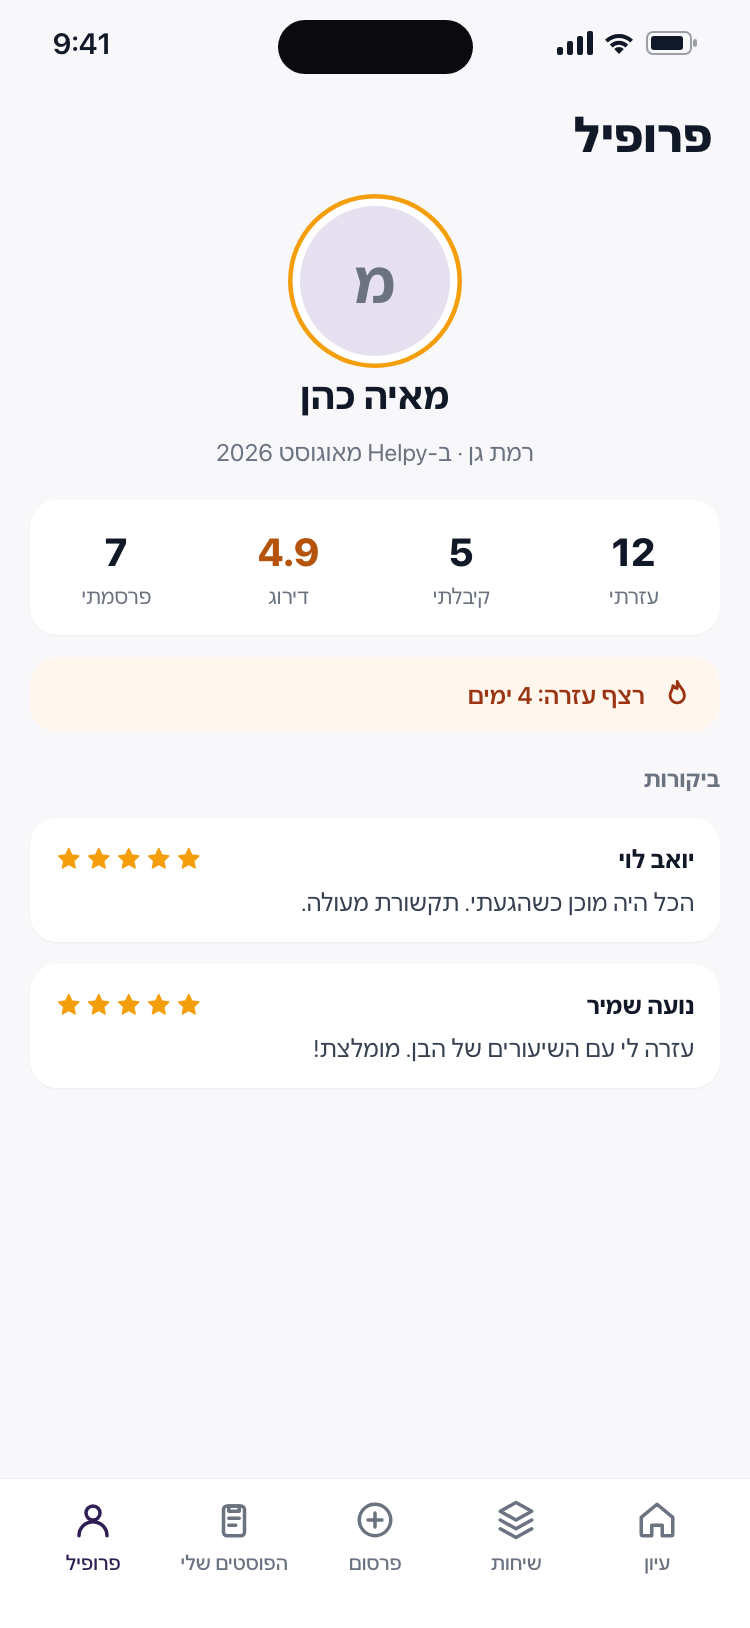 9:41
פרופיל
מ
מאיה כהן
רמת גן · ב-Helpy מאוגוסט 2026
12 5 4.9 7
עזרתי קיבלתי דירוג פרסמתי
רצף עזרה: 4 ימים
ביקורות
יואב לוי
הכל היה מוכן כשהגעתי. תקשורת מעולה.
נועה שמיר
עזרה לי עם השיעורים של הבן. מומלצת!
עיון שיחות פרסום הפוסטים שלי פרופיל